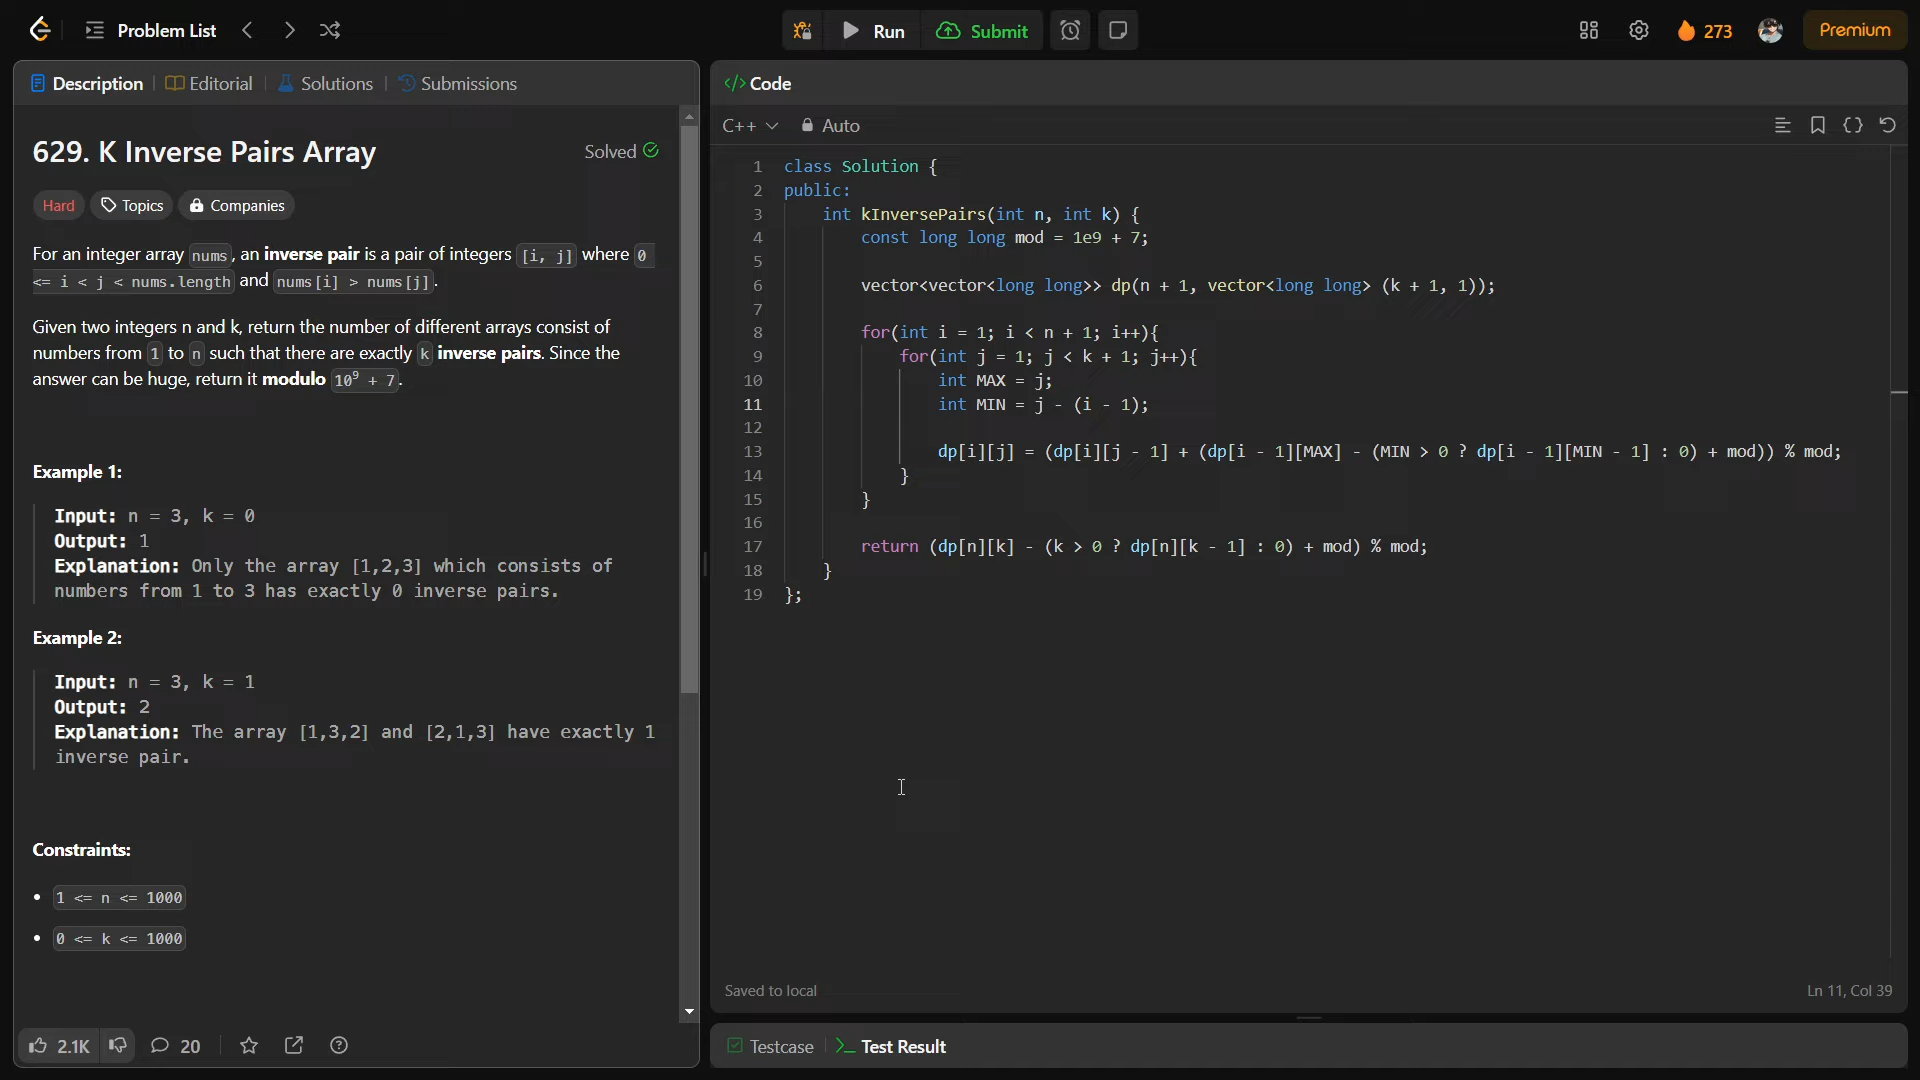 Problem List
Run
Submit
273
Premium
Description
Editorial
Solutions
Submissions
629. K Inverse Pairs Array
Solved
Hard
Topics
Companies
For an integer array nums, an inverse pair is a pair of integers [i, j] where 0
<= i < j < nums.length and nums[i] > nums[j].
Given two integers n and k, return the number of different arrays consist of
numbers from 1 to n such that there are exactly k inverse pairs. Since the
answer can be huge, return it modulo 10⁹ + 7.
Example 1:
Input: n = 3, k = 0
Output: 1
Explanation: Only the array [1,2,3] which consists of
numbers from 1 to 3 has exactly 0 inverse pairs.
Example 2:
Input: n = 3, k = 1
Output: 2
Explanation: The array [1,3,2] and [2,1,3] have exactly 1
inverse pair.
Constraints:
• 1 <= n <= 1000
• 0 <= k <= 1000
2.1K
20
</> Code
C++
Auto
1 class Solution {
2 public:
3     int kInversePairs(int n, int k) {
4         const long long mod = 1e9 + 7;
5
6         vector<vector<long long>> dp(n + 1, vector<long long> (k + 1, 1));
7
8         for(int i = 1; i < n + 1; i++){
9             for(int j = 1; j < k + 1; j++){
10                 int MAX = j;
11                 int MIN = j - (i - 1);
12
13                 dp[i][j] = (dp[i][j - 1] + (dp[i - 1][MAX] - (MIN > 0 ? dp[i - 1][MIN - 1] : 0) + mod)) % mod;
14             }
15         }
16
17         return (dp[n][k] - (k > 0 ? dp[n][k - 1] : 0) + mod) % mod;
18     }
19 };
Saved to local
Ln 11, Col 39
Testcase
Test Result